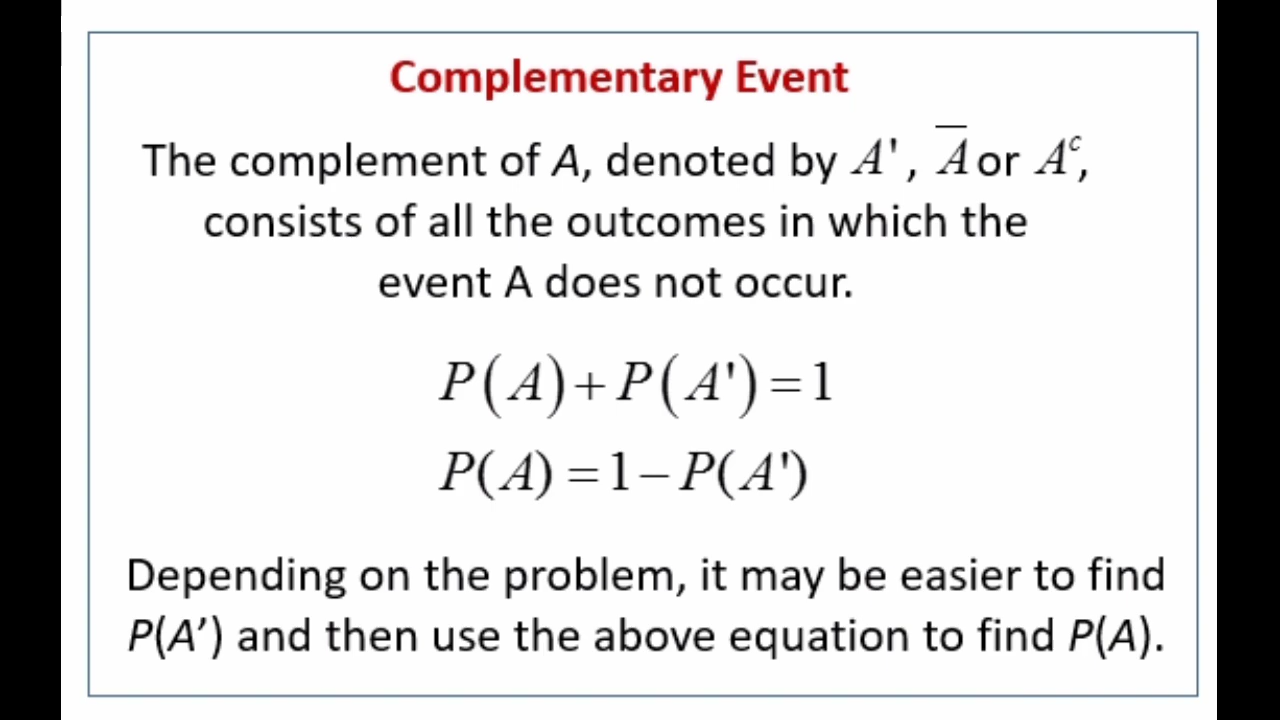 Complementary Event
The complement of A, denoted by A', A̅ or Aᶜ,
consists of all the outcomes in which the
event A does not occur.
P(A)+P(A')=1
P(A)=1−P(A')
Depending on the problem, it may be easier to find
P(A’) and then use the above equation to find P(A).